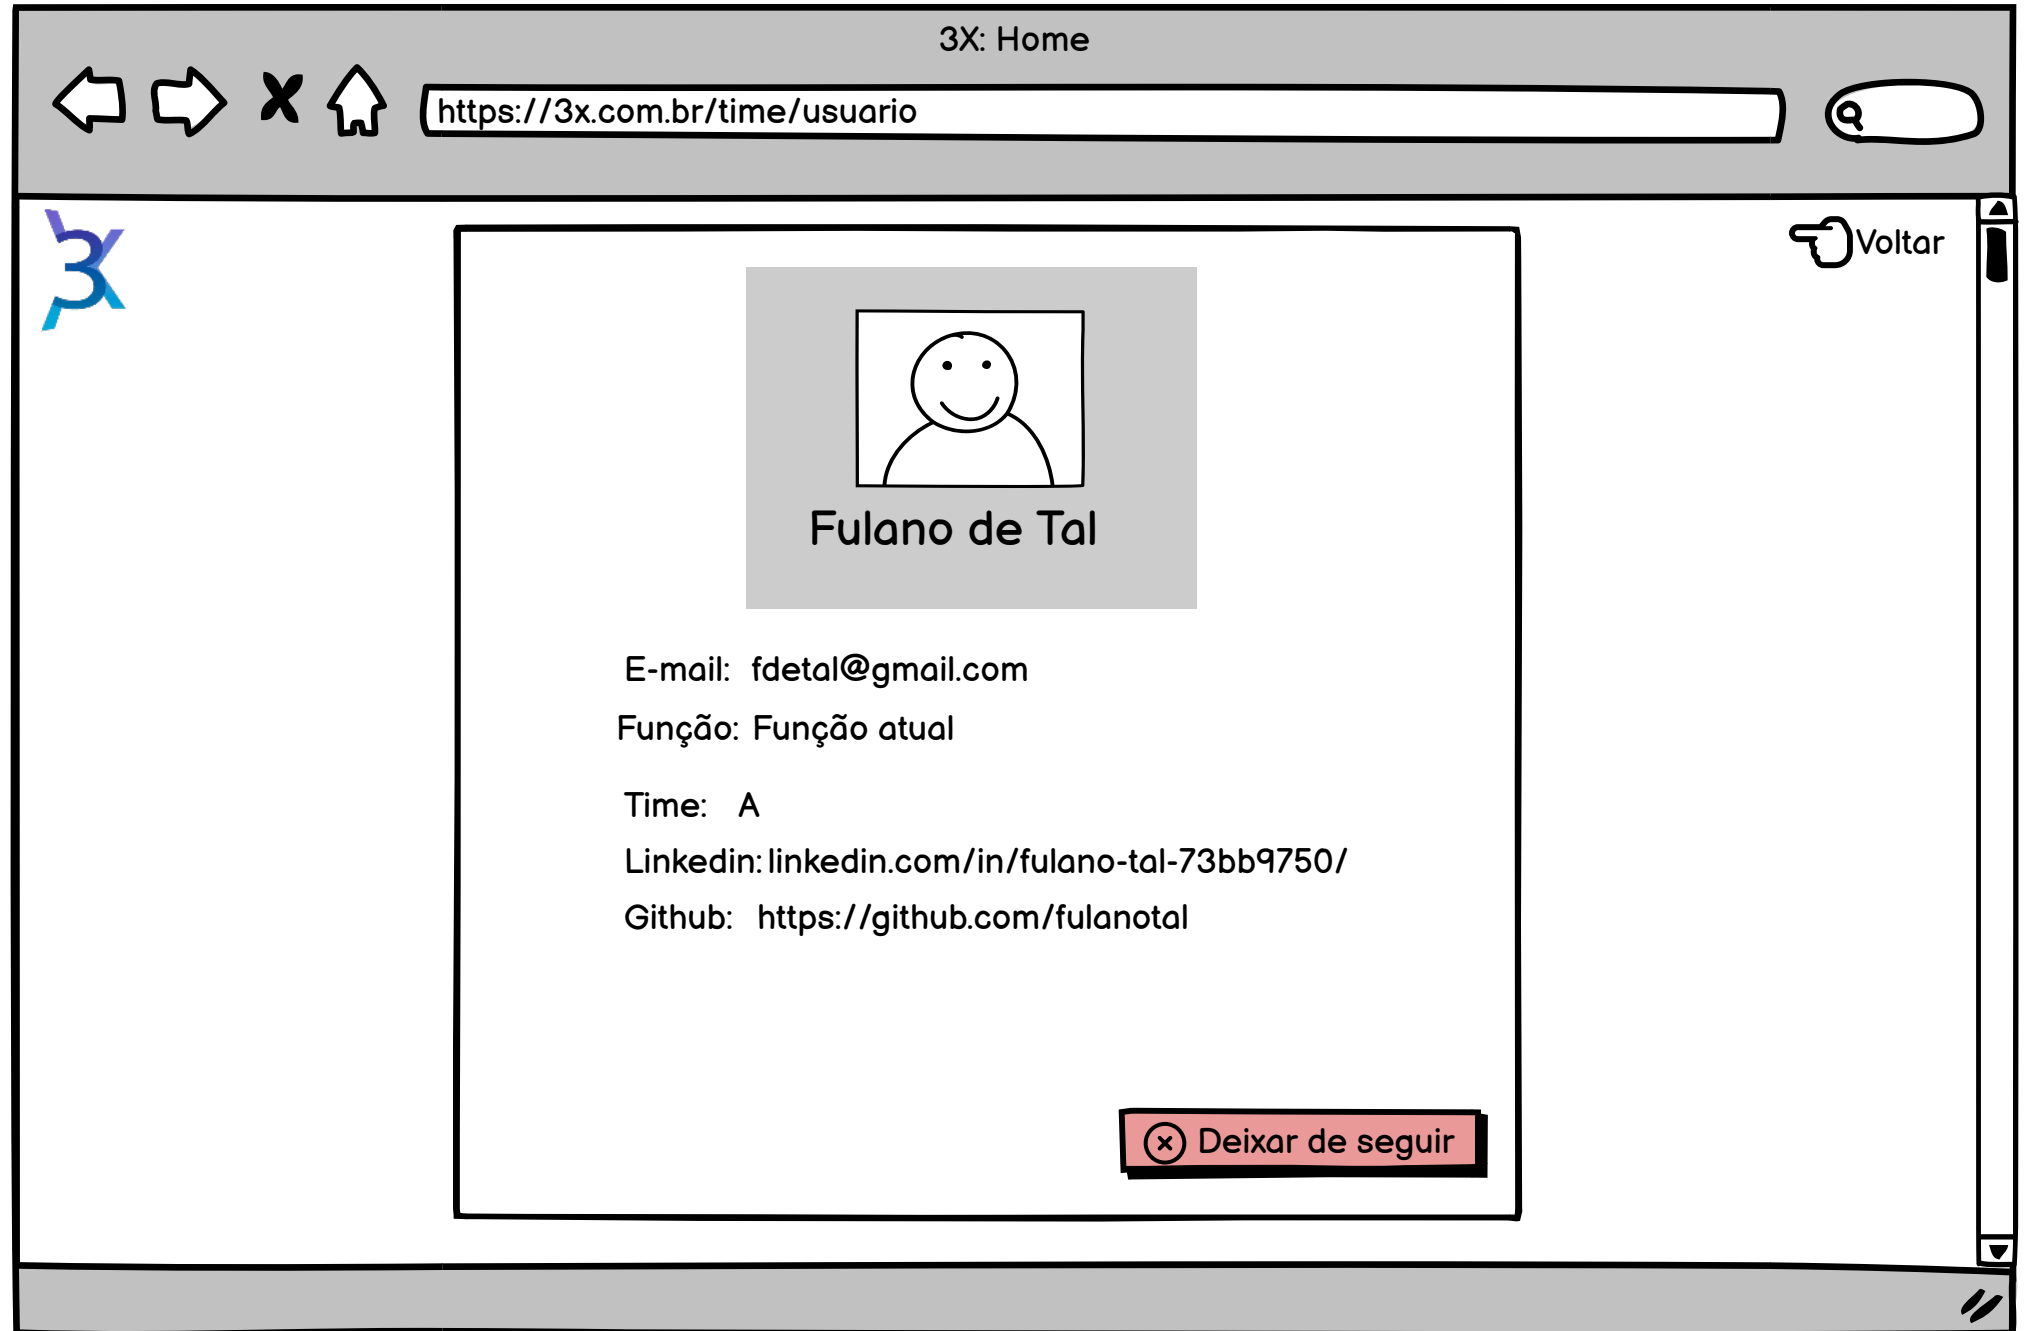 3X: Home
https://3x.com.br/time/usuario
3X
Voltar
Fulano de Tal
E-mail: fdetal@gmail.com
Função: Função atual
Time: A
Linkedin: linkedin.com/in/fulano-tal-73bb9750/
Github: https://github.com/fulanotal
Deixar de seguir